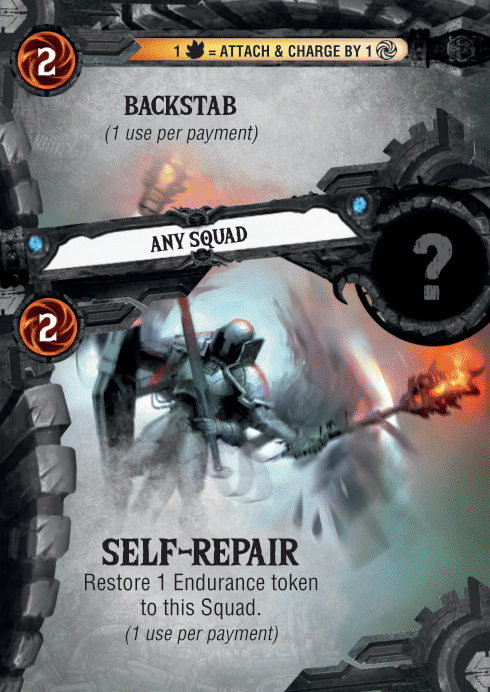 2
1 = ATTACH & CHARGE BY 1
BACKSTAB
(1 use per payment)
ANY SQUAD
?
2
SELF-REPAIR
Restore 1 Endurance token
to this Squad.
(1 use per payment)